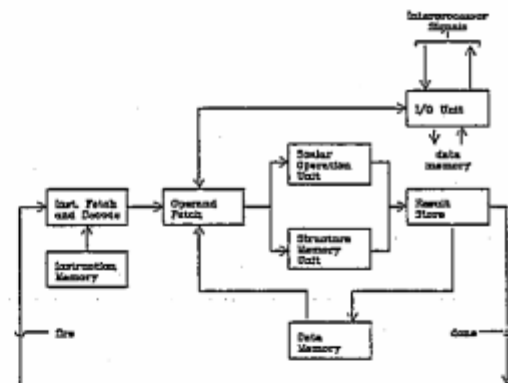 Interprocessor
Signals
I/O Unit
data
memory
Scalar
Operation
Unit
Inst. Fetch
and Decode
Operand
Fetch
Result
Store
Structure
Memory
Unit
Instruction
Memory
Data
Memory
fire
done